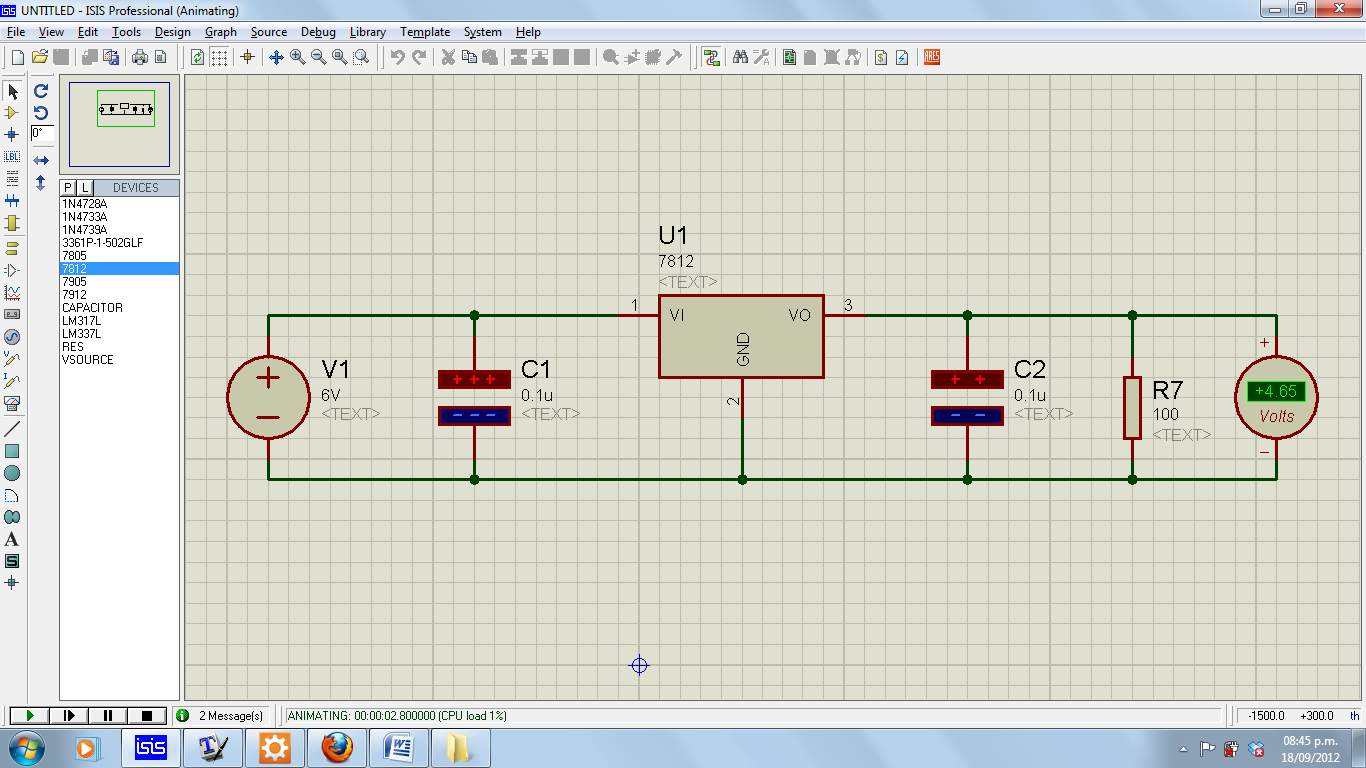 UNTITLED - ISIS Professional (Animating)
File View Edit Tools Design Graph Source Debug Library Template System Help
ARES
LBL
0°
P L DEVICES
1N4728A
1N4733A
1N4739A
3361P-1-502GLF
7805
7812
7905
7912
CAPACITOR
LM317L
LM337L
RES
VSOURCE
A
S
U1
7812
<TEXT>
1 VI VO 3
GND
2
V1
6V
<TEXT>
C1
0.1u
<TEXT>
C2
0.1u
<TEXT>
R7
100
<TEXT>
+4.65
Volts
2 Message(s) ANIMATING: 00:00:02.800000 (CPU load 1%) -1500.0 +300.0 th
isis
08:45 p.m.
18/09/2012